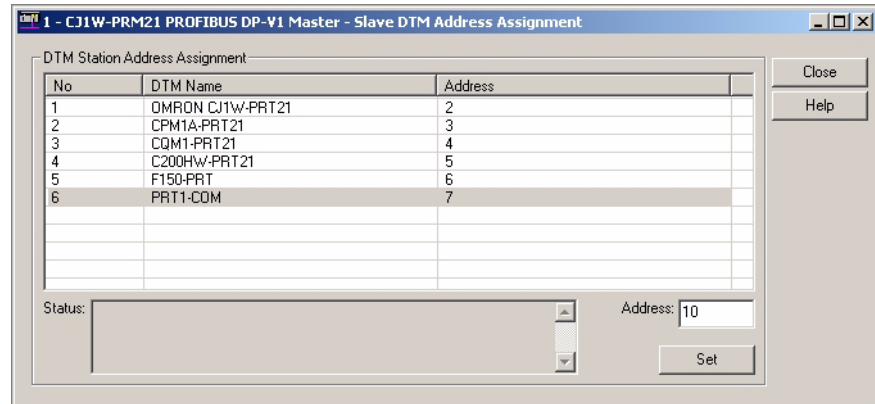 1 - CJ1W-PRM21 PROFIBUS DP-V1 Master - Slave DTM Address Assignment
DTM Station Address Assignment
Close
Help
No DTM Name Address
1 OMRON CJ1W-PRT21 2
2 CPM1A-PRT21 3
3 CQM1-PRT21 4
4 C200HW-PRT21 5
5 F150-PRT 6
6 PRT1-COM 7
Status:
Address: 10
Set